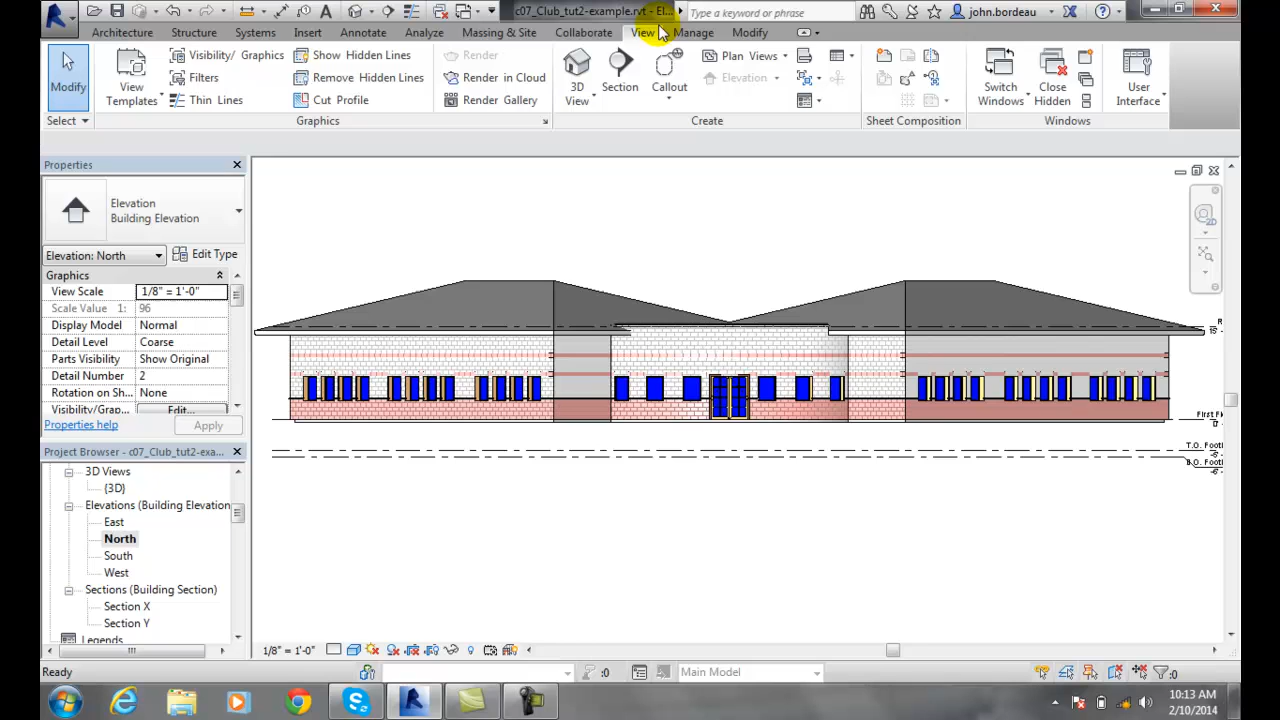 c07_Club_tut2-example.rvt - El...
Type a keyword or phrase
john.bordeau
Architecture Structure Systems Insert Annotate Analyze Massing & Site Collaborate View Manage Modify
Modify
View Templates
Visibility/ Graphics
Filters
Thin Lines
Show Hidden Lines
Remove Hidden Lines
Cut Profile
Render
Render in Cloud
Render Gallery
3D View
Section
Callout
Plan Views
Elevation
Switch Windows
Close Hidden
User Interface
Select Graphics Create Sheet Composition Windows
Properties
Elevation
Building Elevation
Elevation: North Edit Type
Graphics
View Scale 1/8" = 1'-0"
Scale Value 1: 96
Display Model Normal
Detail Level Coarse
Parts Visibility Show Original
Detail Number 2
Rotation on Sh... None
Visibility/Grap... Edit...
Properties help Apply
Project Browser - c07_Club_tut2-exa...
3D Views
{3D}
Elevations (Building Elevation
East
North
South
West
Sections (Building Section)
Section X
Section Y
Legends
First Fl
T.O. Footi
B.O. Footi
2D
1/8" = 1'-0"
Ready :0 Main Model :0
10:13 AM
2/10/2014